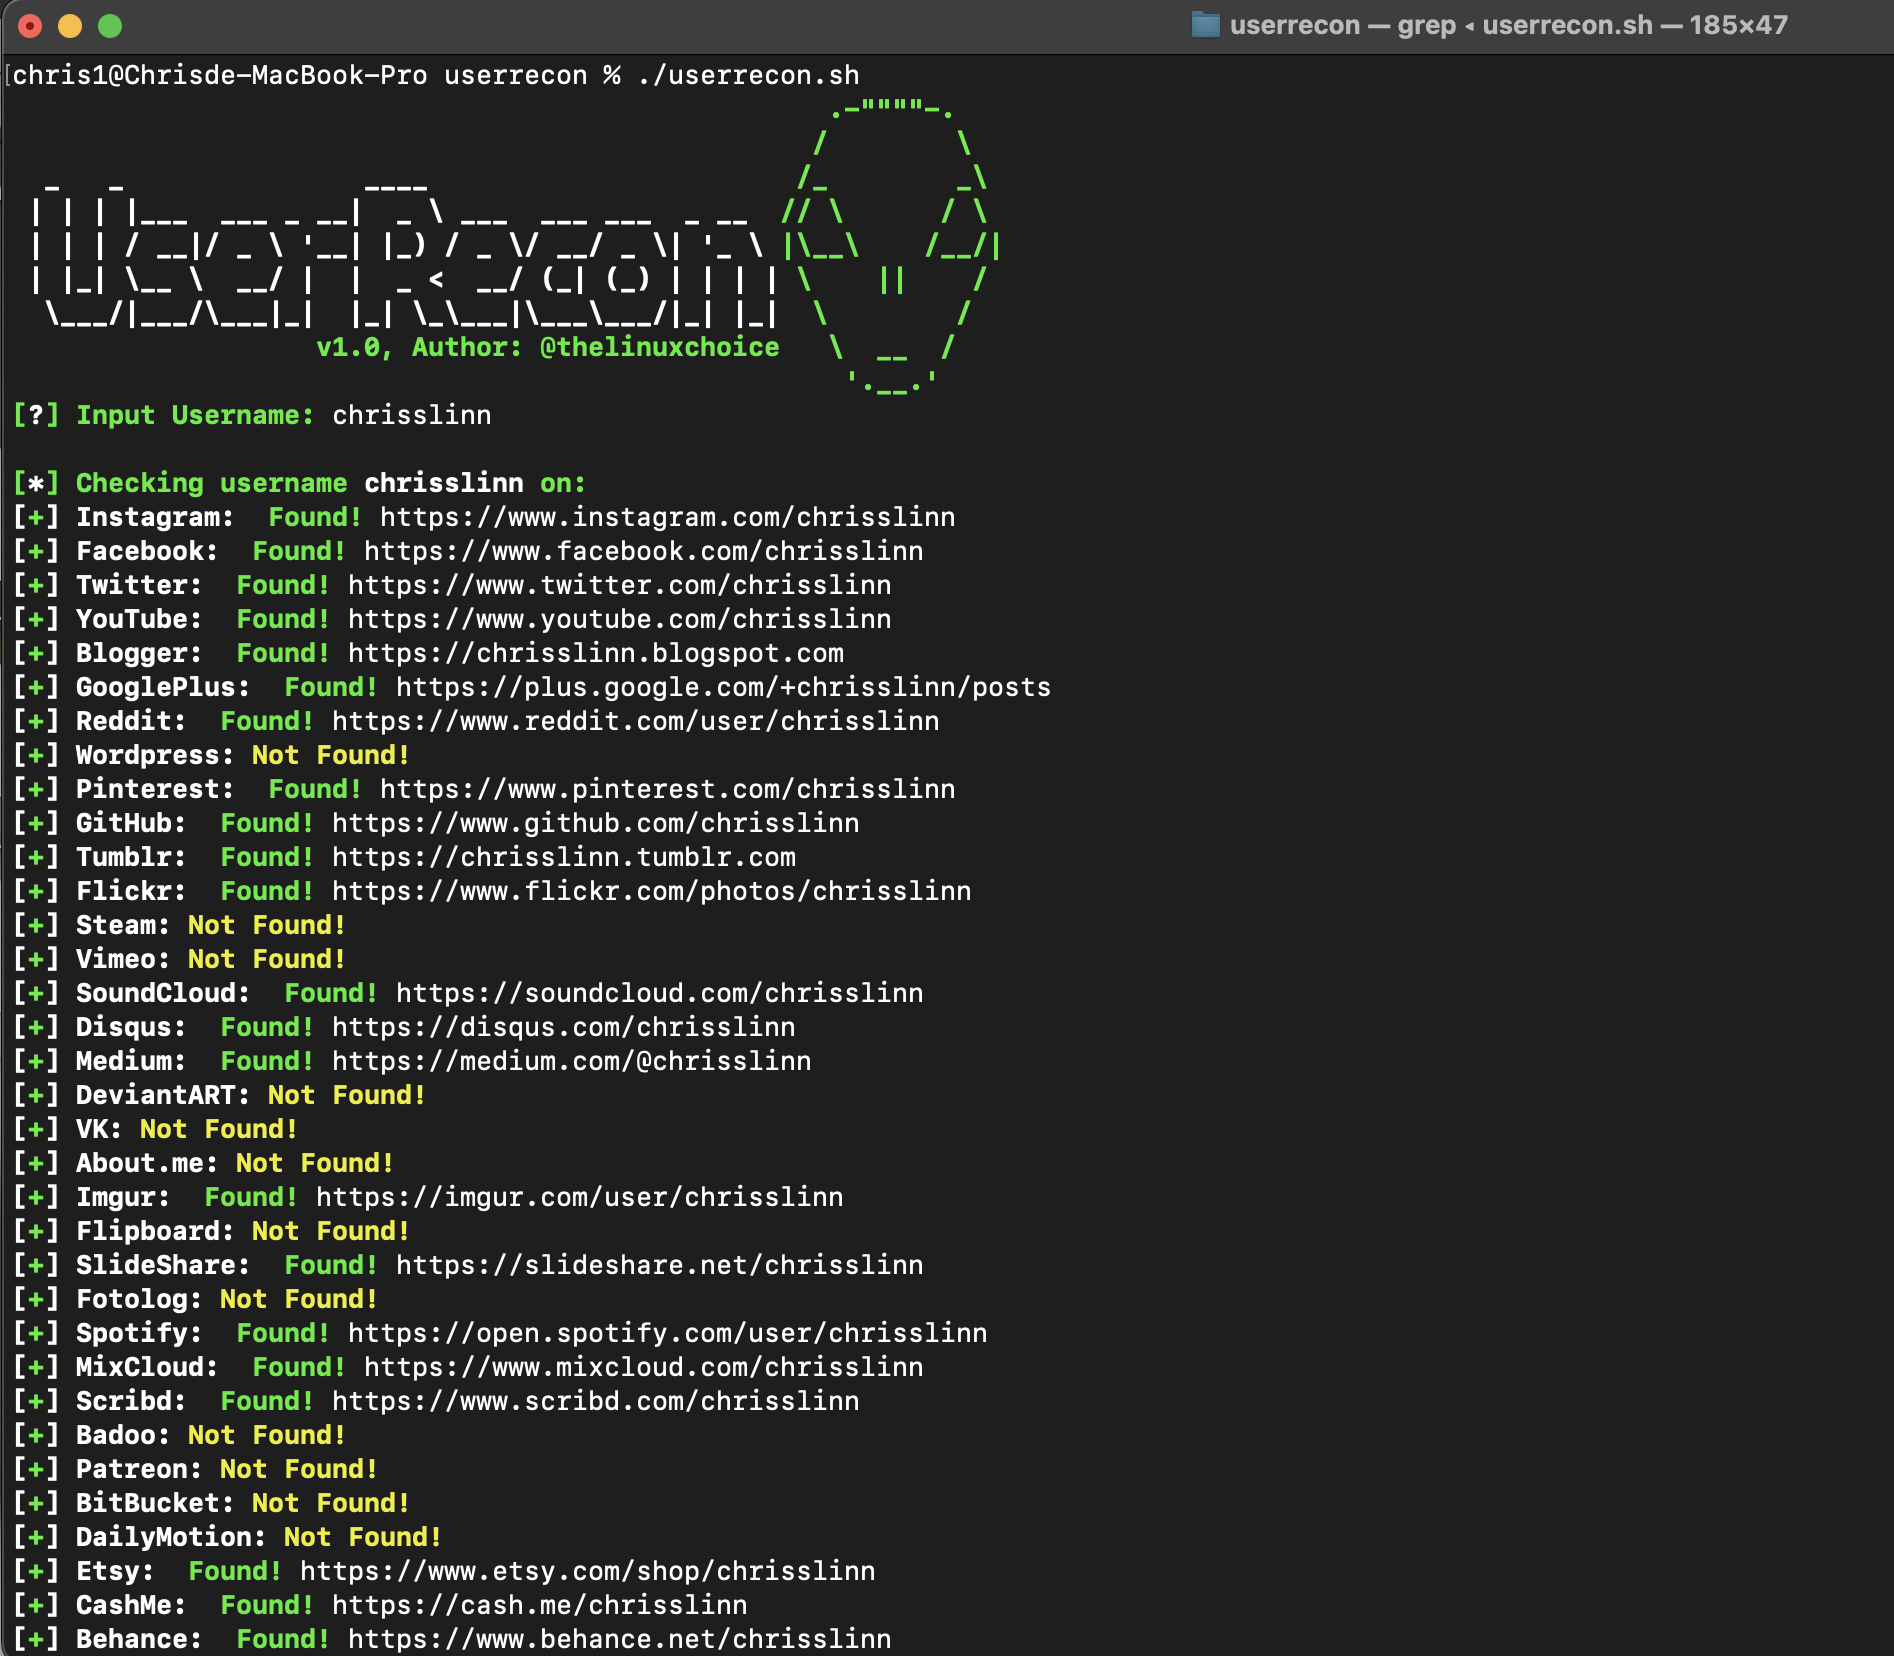 userrecon — grep ◂ userrecon.sh — 185×47
chris1@Chrisde-MacBook-Pro userrecon % ./userrecon.sh
UserRecon
v1.0, Author: @thelinuxchoice
[?] Input Username: chrisslinn
[*] Checking username chrisslinn on:
[+] Instagram:  Found! https://www.instagram.com/chrisslinn
[+] Facebook:  Found! https://www.facebook.com/chrisslinn
[+] Twitter:  Found! https://www.twitter.com/chrisslinn
[+] YouTube:  Found! https://www.youtube.com/chrisslinn
[+] Blogger:  Found! https://chrisslinn.blogspot.com
[+] GooglePlus:  Found! https://plus.google.com/+chrisslinn/posts
[+] Reddit:  Found! https://www.reddit.com/user/chrisslinn
[+] Wordpress: Not Found!
[+] Pinterest:  Found! https://www.pinterest.com/chrisslinn
[+] GitHub:  Found! https://www.github.com/chrisslinn
[+] Tumblr:  Found! https://chrisslinn.tumblr.com
[+] Flickr:  Found! https://www.flickr.com/photos/chrisslinn
[+] Steam: Not Found!
[+] Vimeo: Not Found!
[+] SoundCloud:  Found! https://soundcloud.com/chrisslinn
[+] Disqus:  Found! https://disqus.com/chrisslinn
[+] Medium:  Found! https://medium.com/@chrisslinn
[+] DeviantART: Not Found!
[+] VK: Not Found!
[+] About.me: Not Found!
[+] Imgur:  Found! https://imgur.com/user/chrisslinn
[+] Flipboard: Not Found!
[+] SlideShare:  Found! https://slideshare.net/chrisslinn
[+] Fotolog: Not Found!
[+] Spotify:  Found! https://open.spotify.com/user/chrisslinn
[+] MixCloud:  Found! https://www.mixcloud.com/chrisslinn
[+] Scribd:  Found! https://www.scribd.com/chrisslinn
[+] Badoo: Not Found!
[+] Patreon: Not Found!
[+] BitBucket: Not Found!
[+] DailyMotion: Not Found!
[+] Etsy:  Found! https://www.etsy.com/shop/chrisslinn
[+] CashMe:  Found! https://cash.me/chrisslinn
[+] Behance:  Found! https://www.behance.net/chrisslinn